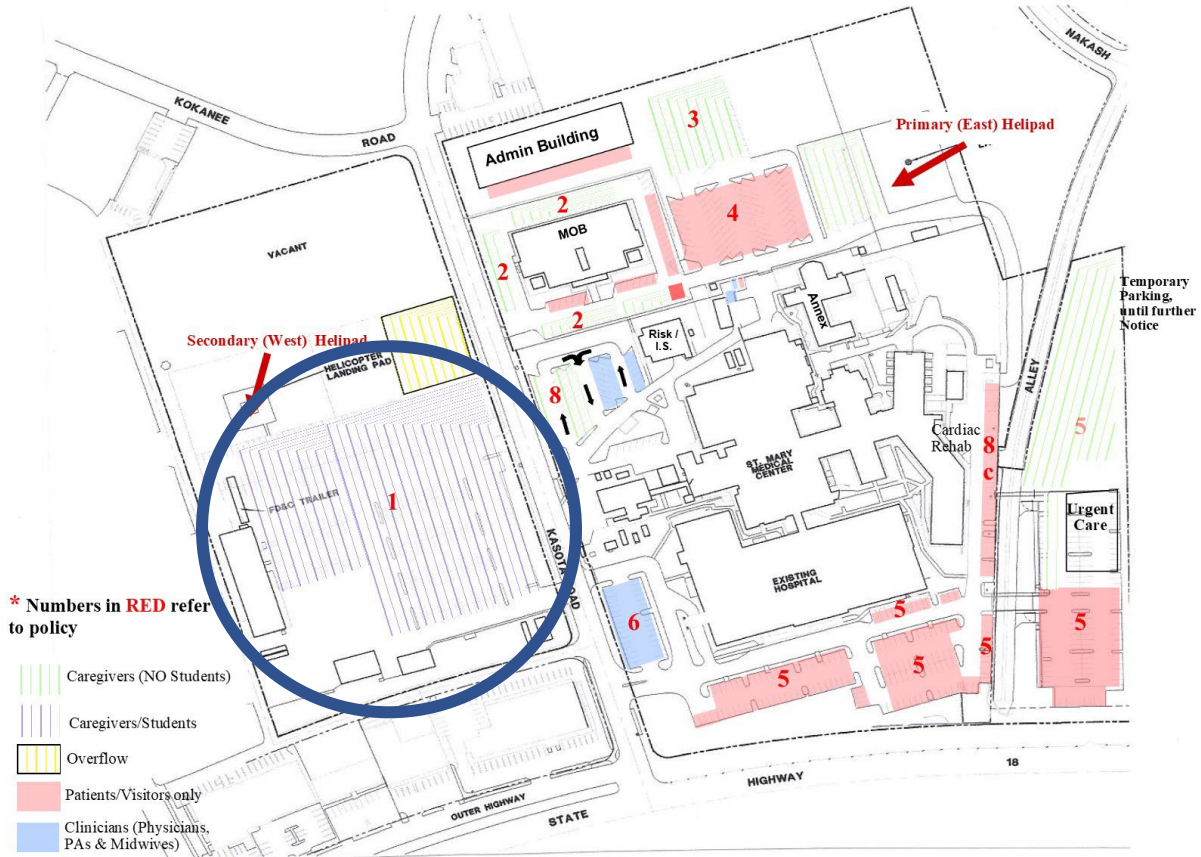 NAKASH
KOKANEE
ROAD
Admin Building
3
Primary (East) Helipad
2
MOB
4
VACANT
2
Temporary
Parking,
until further
Notice
Annex
2
Risk /
I.S.
Secondary (West) Helipad
HELICOPTER
LANDING PAD
8
ALLEY
5
Cardiac
Rehab
8
c
ST. MARY
MEDICAL
CENTER
1
FD&C TRAILER
Urgent
Care
KASOTA ROAD
EXISTING
HOSPITAL
* Numbers in RED refer
to policy
6
5
5
5
5
5
Caregivers (NO Students)
Caregivers/Students
Overflow
Patients/Visitors only
Clinicians (Physicians,
PAs & Midwives)
HIGHWAY
18
OUTER HIGHWAY
STATE